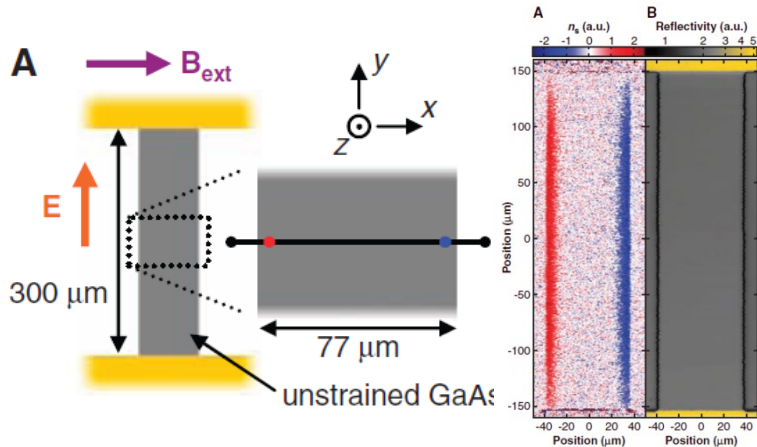 A
B_ext
y
x
z
E
300 µm
77 µm
unstrained GaAs
A n_s (a.u.) B Reflectivity (a.u.)
-2 -1 0 1 2 1 2 3 4 5
150
100
50
0
-50
-100
-150
Position (µm)
-40 -20 0 20 40 -40 -20 0 20 40
Position (µm) Position (µm)